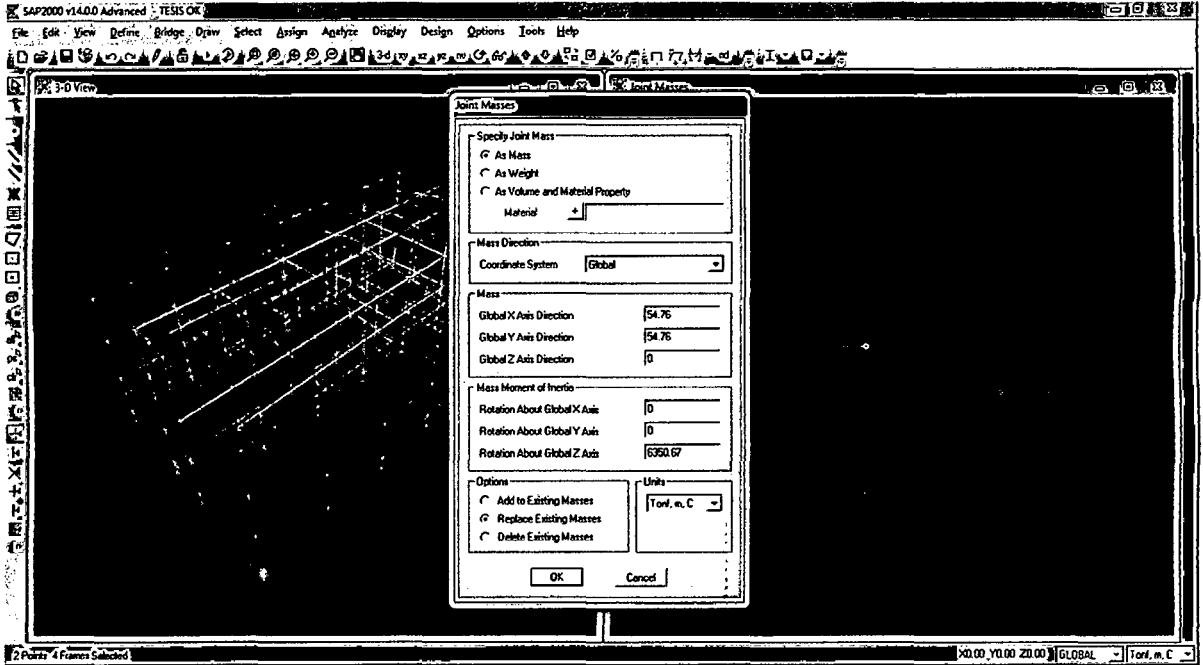 SAP2000 v14.0.0 Advanced - TESIS OK
File Edit View Define Bridge Draw Select Assign Analyze Display Design Options Tools Help
3-d xy xz yz nv
3-D View
Joint Masses
Joint Masses
Specify Joint Mass
As Mass
As Weight
As Volume and Material Property
Material +
Mass Direction
Coordinate System Global
Mass
Global X Axis Direction 54.76
Global Y Axis Direction 54.76
Global Z Axis Direction 0
Mass Moment of Inertia
Rotation About Global X Axis 0
Rotation About Global Y Axis 0
Rotation About Global Z Axis 6350.67
Options
Add to Existing Masses
Replace Existing Masses
Delete Existing Masses
Units
Tonf, m, C
OK Cancel
2 Points 4 Frames Selected X0.00 Y0.00 Z0.00 GLOBAL Tonf, m, C